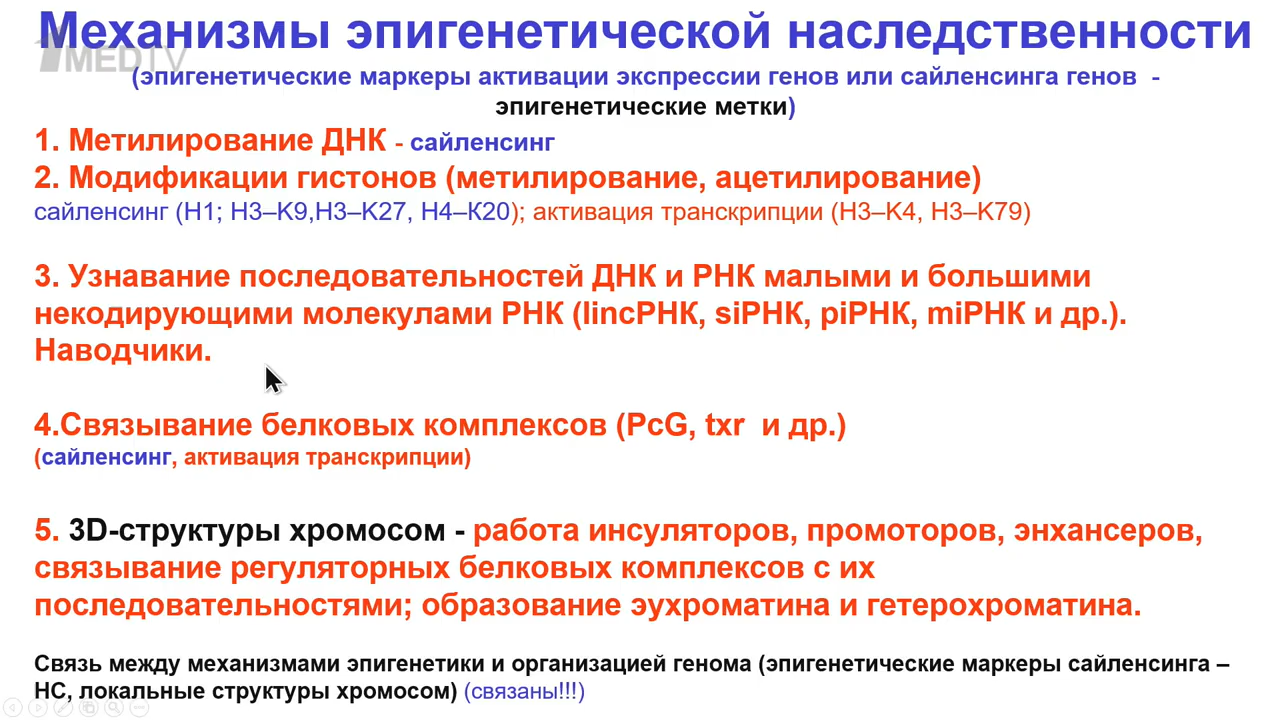 Механизмы эпигенетической наследственности
1MEDTV
(эпигенетические маркеры активации экспрессии генов или сайленсинга генов -
эпигенетические метки)
1. Метилирование ДНК - сайленсинг
2. Модификации гистонов (метилирование, ацетилирование)
сайленсинг (H1; H3–K9,H3–K27, H4–K20); активация транскрипции (H3–K4, H3–K79)
3. Узнавание последовательностей ДНК и РНК малыми и большими
некодирующими молекулами РНК (lincРНК, siРНК, piРНК, miРНК и др.).
Наводчики.
4.Связывание белковых комплексов (PcG, txr и др.)
(сайленсинг, активация транскрипции)
5. 3D-структуры хромосом - работа инсуляторов, промоторов, энхансеров,
связывание регуляторных белковых комплексов с их
последовательностями; образование эухроматина и гетерохроматина.
Связь между механизмами эпигенетики и организацией генома (эпигенетические маркеры сайленсинга –
НС, локальные структуры хромосом) (связаны!!!)